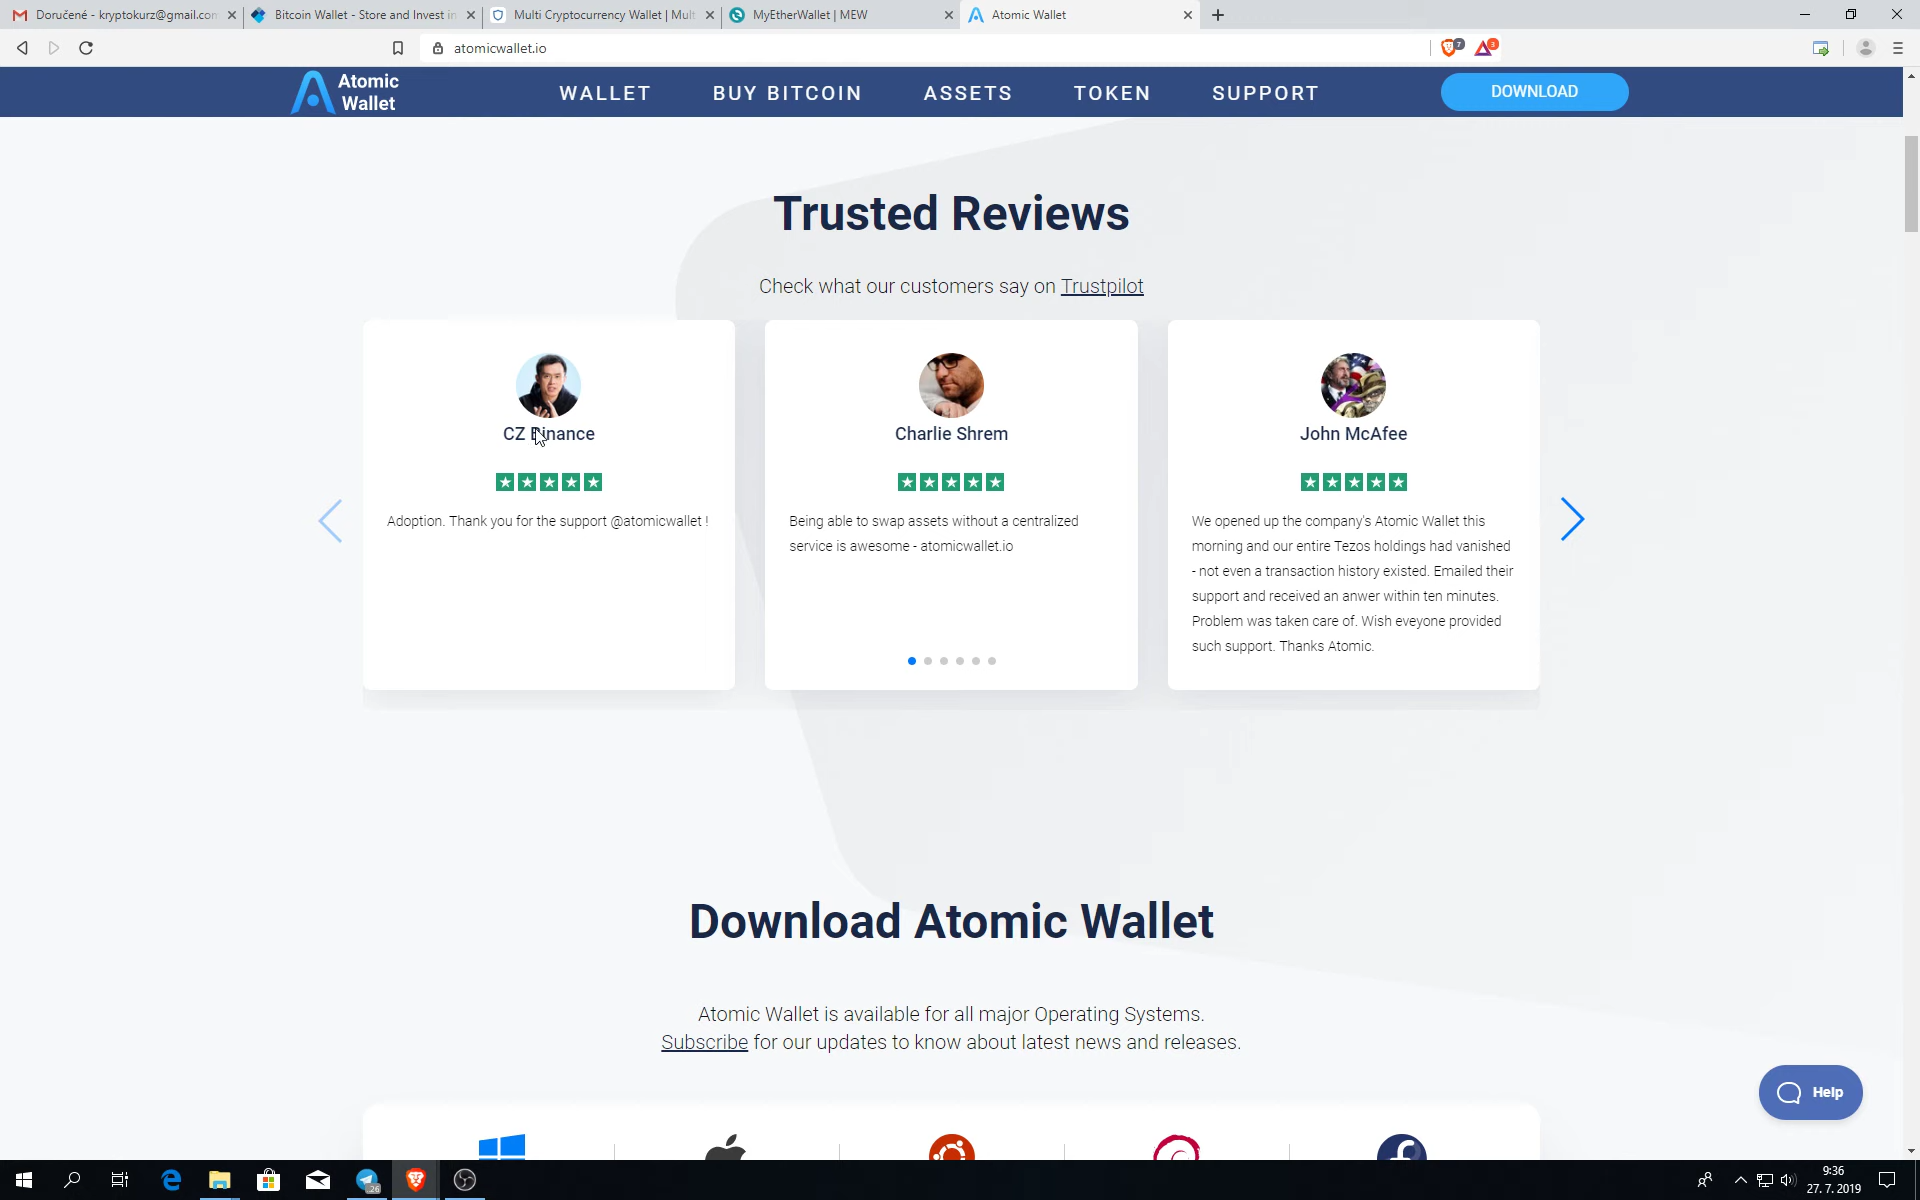 Doručené - kryptokurz@gmail.com
Bitcoin Wallet - Store and Invest in
Multi Cryptocurrency Wallet | Mult
MyEtherWallet | MEW
Atomic Wallet
atomicwallet.io
7
3
Atomic
Wallet
WALLET
BUY BITCOIN
ASSETS
TOKEN
SUPPORT
DOWNLOAD
Trusted Reviews
Check what our customers say on Trustpilot
CZ Binance
Adoption. Thank you for the support @atomicwallet !
Charlie Shrem
Being able to swap assets without a centralized
service is awesome - atomicwallet.io
John McAfee
We opened up the company's Atomic Wallet this
morning and our entire Tezos holdings had vanished
- not even a transaction history existed. Emailed their
support and received an anwer within ten minutes.
Problem was taken care of. Wish eveyone provided
such support. Thanks Atomic.
Download Atomic Wallet
Atomic Wallet is available for all major Operating Systems.
Subscribe for our updates to know about latest news and releases.
Help
26
9:36
27. 7. 2019